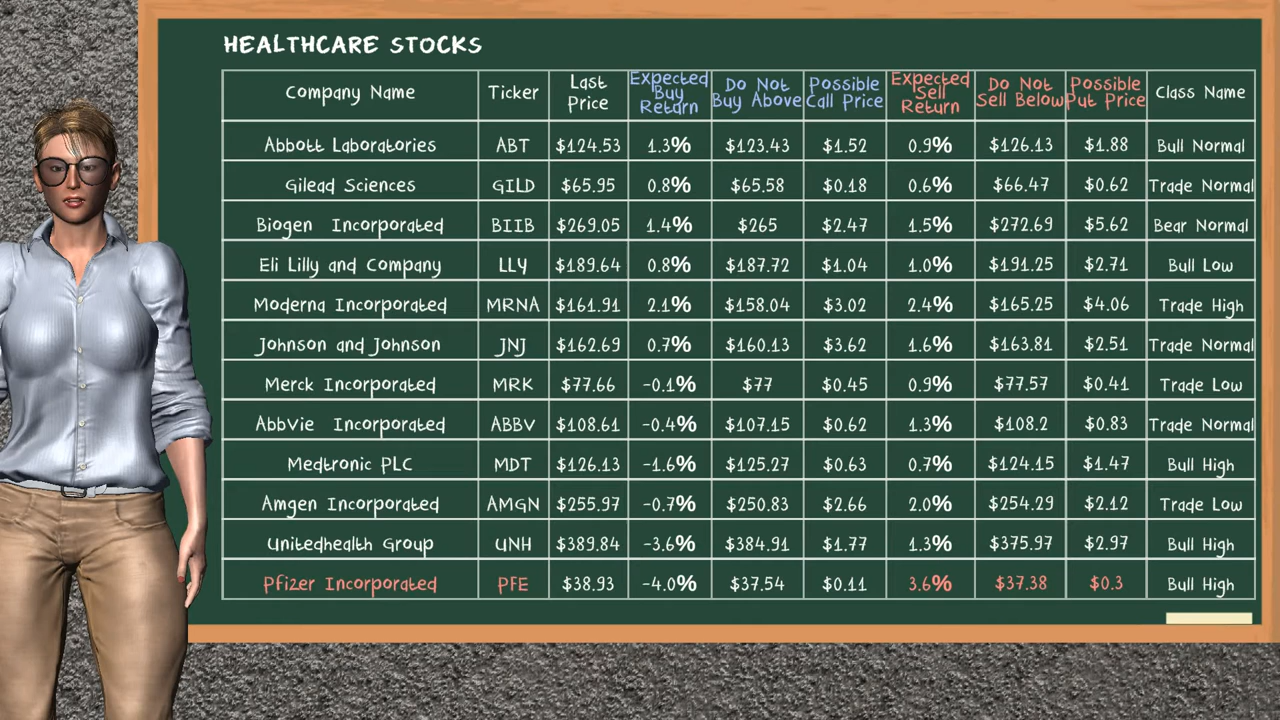 HEALTHCARE STOCKS
Company Name Ticker Last Price Expected Buy Return Do Not Buy Above Possible Call Price Expected Sell Return Do Not Sell Below Possible Put Price Class Name
Abbott Laboratories ABT $124.53 1.3% $123.43 $1.52 0.9% $126.13 $1.88 Bull Normal
Gilead Sciences GILD $65.95 0.8% $65.58 $0.18 0.6% $66.47 $0.62 Trade Normal
Biogen Incorporated BIIB $269.05 1.4% $265 $2.47 1.5% $272.69 $5.62 Bear Normal
Eli Lilly and Company LLY $189.64 0.8% $187.72 $1.04 1.0% $191.25 $2.71 Bull Low
Moderna Incorporated MRNA $161.91 2.1% $158.04 $3.02 2.4% $165.25 $4.06 Trade High
Johnson and Johnson JNJ $162.69 0.7% $160.13 $3.62 1.6% $163.81 $2.51 Trade Normal
Merck Incorporated MRK $77.66 -0.1% $77 $0.45 0.9% $77.57 $0.41 Trade Low
AbbVie Incorporated ABBV $108.61 -0.4% $107.15 $0.62 1.3% $108.2 $0.83 Trade Normal
Medtronic PLC MDT $126.13 -1.6% $125.27 $0.63 0.7% $124.15 $1.47 Bull High
Amgen Incorporated AMGN $255.97 -0.7% $250.83 $2.66 2.0% $254.29 $2.12 Trade Low
Unitedhealth Group UNH $389.84 -3.6% $384.91 $1.77 1.3% $375.97 $2.97 Bull High
Pfizer Incorporated PFE $38.93 -4.0% $37.54 $0.11 3.6% $37.38 $0.3 Bull High